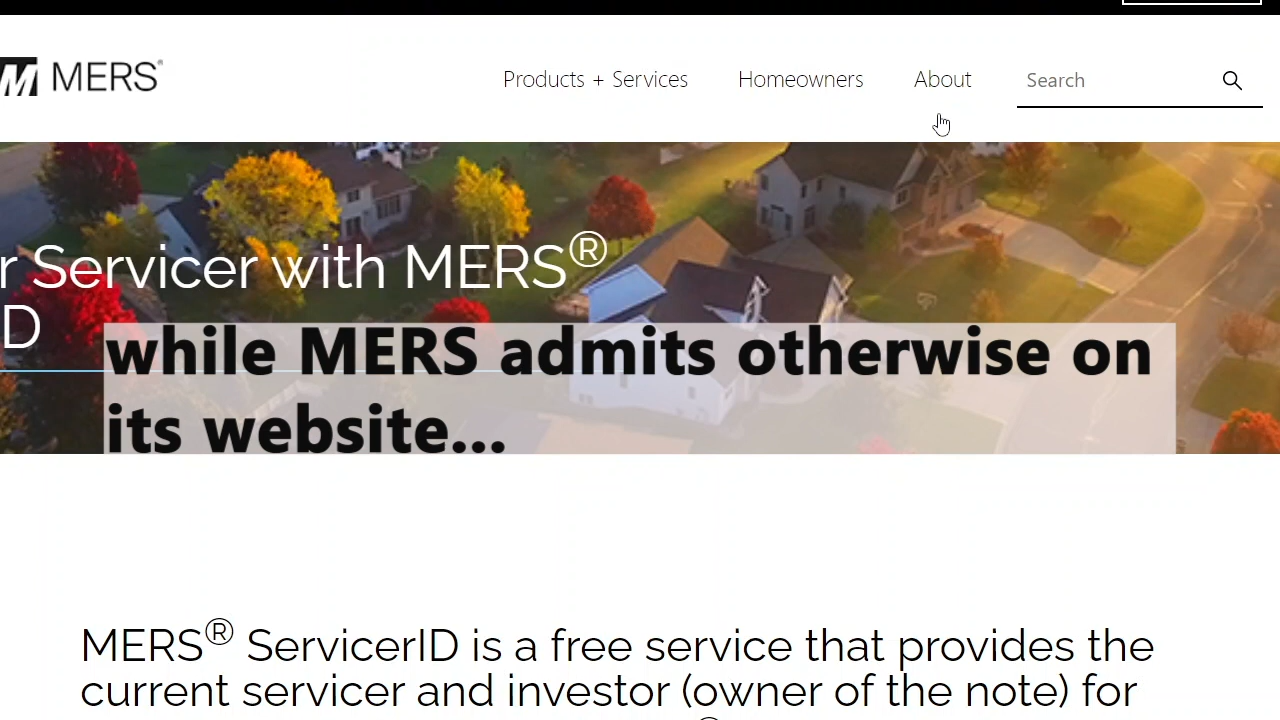 MERS®
Products + Services
Homeowners
About
Search
r Servicer with MERS®
D
while MERS admits otherwise on
its website...
MERS® ServicerID is a free service that provides the
current servicer and investor (owner of the note) for